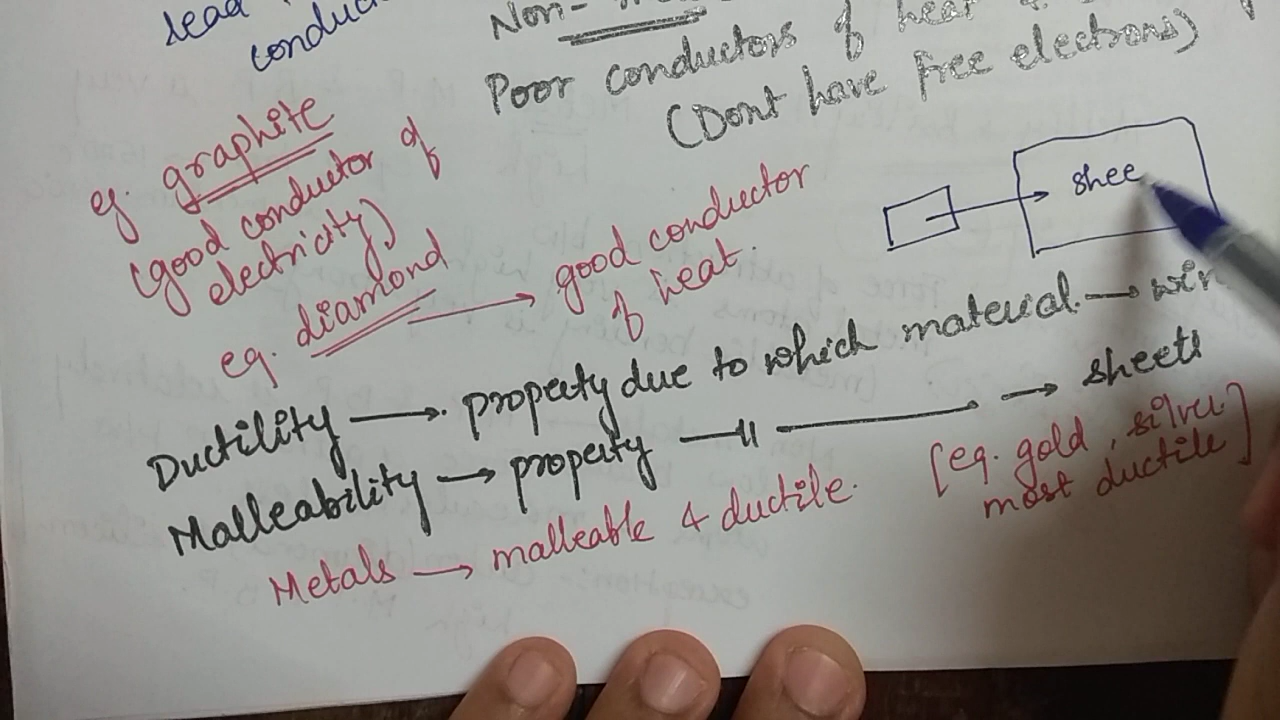 lead
conduc
Non-
Poor conductors of heat
(Dont have free electrons)
eg. graphite
(good conductor of
electricity)
eg. diamond → good conductor
of heat.
shee
Ductility → property due to which material → wir
Malleability → property —"—— → sheets
Metals → malleable & ductile.
[eg. gold, silver
most ductile]